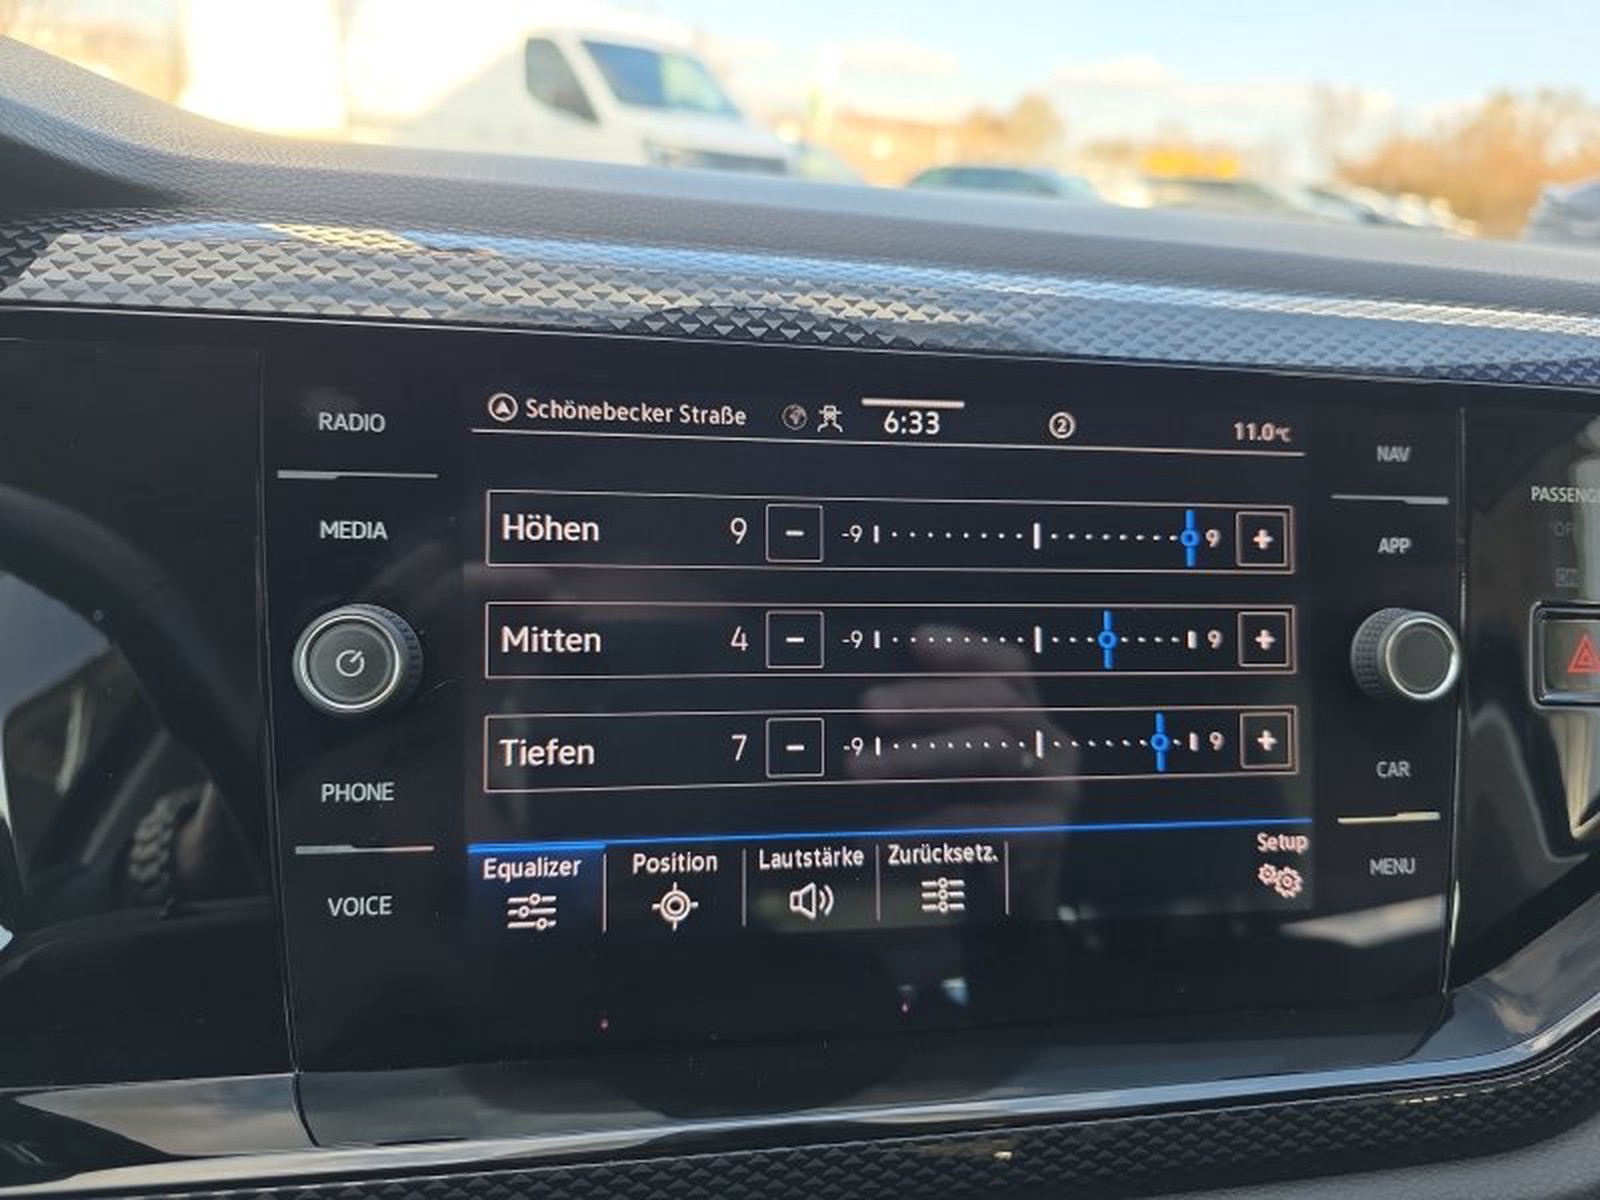 Schönebecker Straße 6:33 2 11.0°C
RADIO
MEDIA
PHONE
VOICE
Höhen 9 - -9 9 +
Mitten 4 - -9 9 +
Tiefen 7 - -9 9 +
Equalizer Position Lautstärke Zurücksetz. Setup
NAV
APP
CAR
MENU